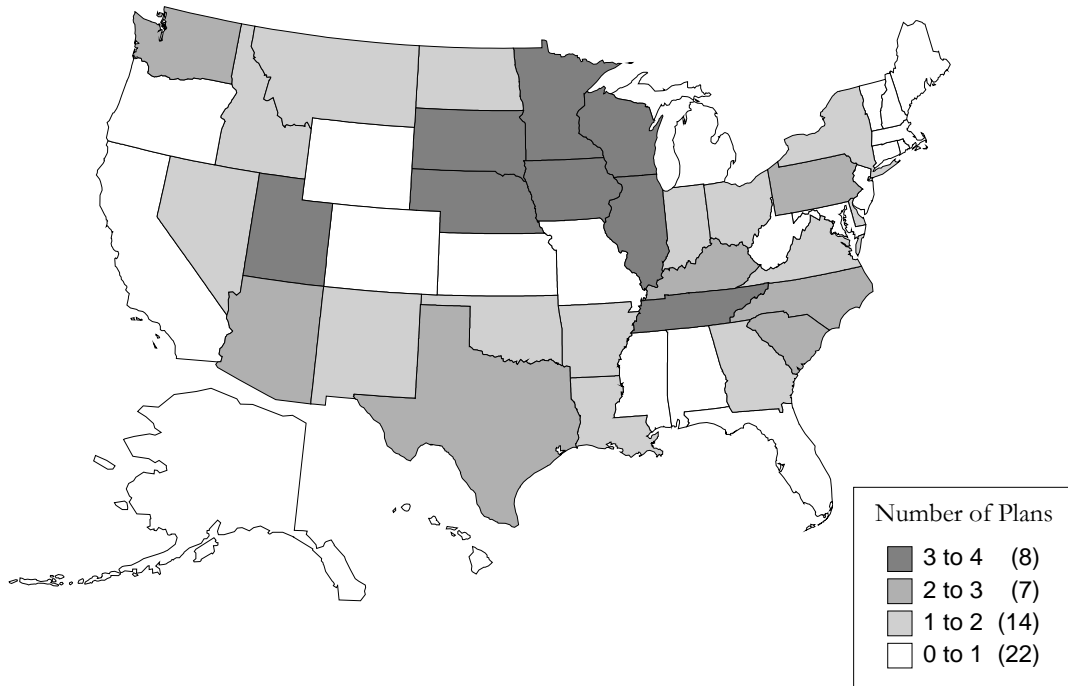 Number of Plans
3 to 4 (8)
2 to 3 (7)
1 to 2 (14)
0 to 1 (22)